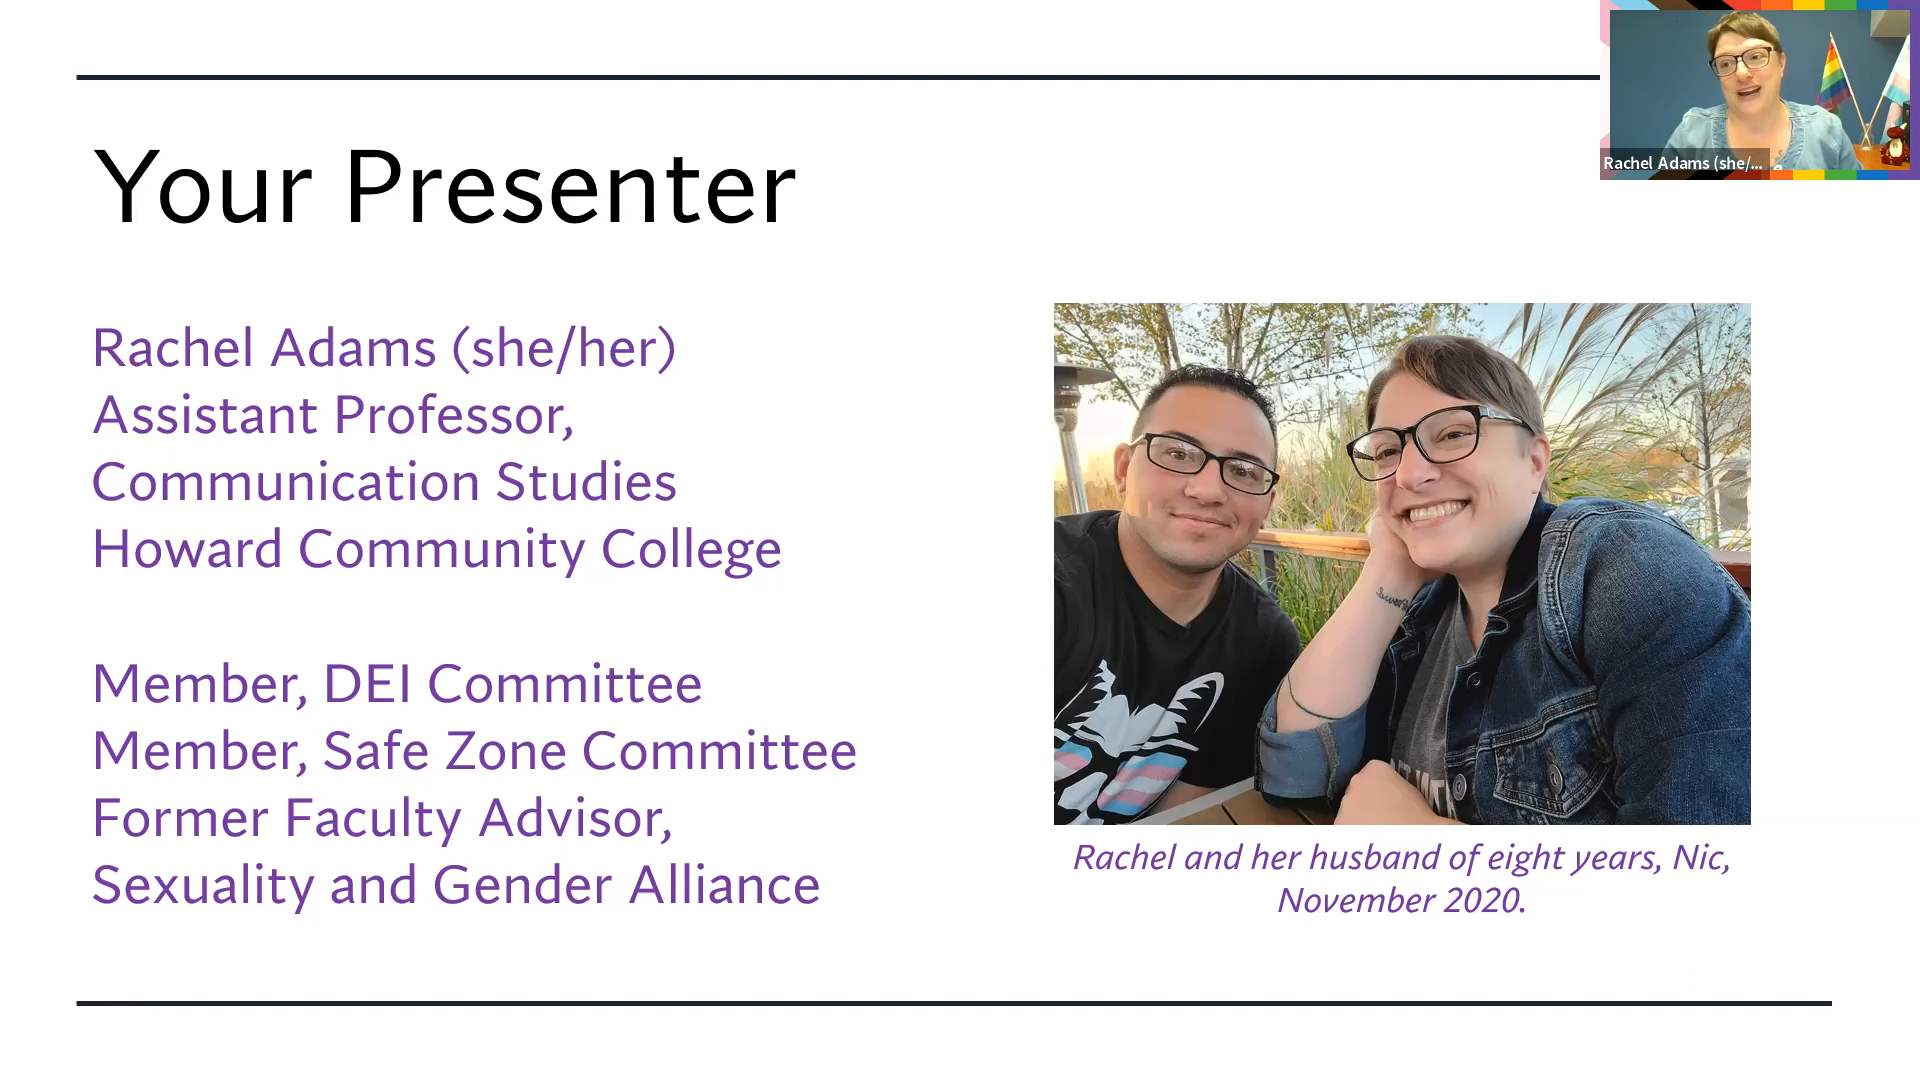 Rachel Adams (she/...
Your Presenter
Rachel Adams (she/her)
Assistant Professor,
Communication Studies
Howard Community College
Member, DEI Committee
Member, Safe Zone Committee
Former Faculty Advisor,
Sexuality and Gender Alliance
Rachel and her husband of eight years, Nic,
November 2020.